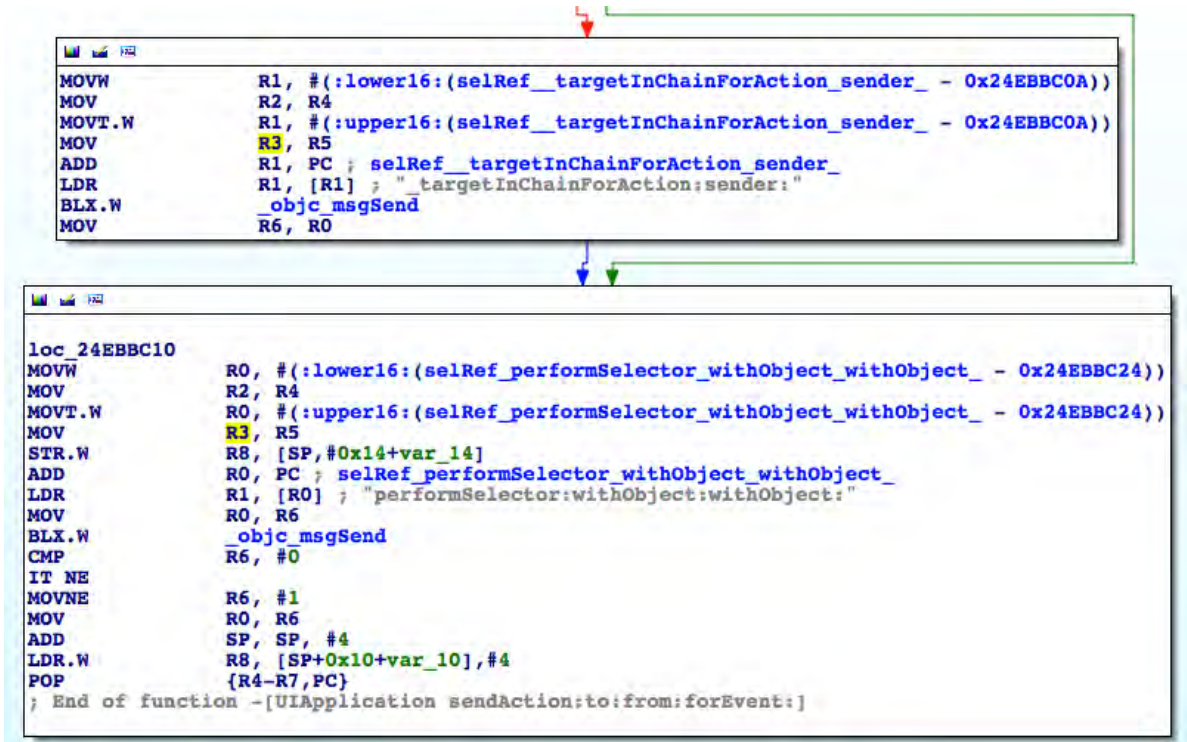 MOVW R1, #(:lower16:(selRef__targetInChainForAction_sender_ - 0x24EBBC0A))
MOV R2, R4
MOVT.W R1, #(:upper16:(selRef__targetInChainForAction_sender_ - 0x24EBBC0A))
MOV R3, R5
ADD R1, PC ; selRef__targetInChainForAction_sender_
LDR R1, [R1] ; "_targetInChainForAction:sender:"
BLX.W _objc_msgSend
MOV R6, R0
loc_24EBBC10
MOVW R0, #(:lower16:(selRef_performSelector_withObject_withObject_ - 0x24EBBC24))
MOV R2, R4
MOVT.W R0, #(:upper16:(selRef_performSelector_withObject_withObject_ - 0x24EBBC24))
MOV R3, R5
STR.W R8, [SP,#0x14+var_14]
ADD R0, PC ; selRef_performSelector_withObject_withObject_
LDR R1, [R0] ; "performSelector:withObject:withObject:"
MOV R0, R6
BLX.W _objc_msgSend
CMP R6, #0
IT NE
MOVNE R6, #1
MOV R0, R6
ADD SP, SP, #4
LDR.W R8, [SP+0x10+var_10],#4
POP {R4-R7,PC}
; End of function -[UIApplication sendAction:to:from:forEvent:]